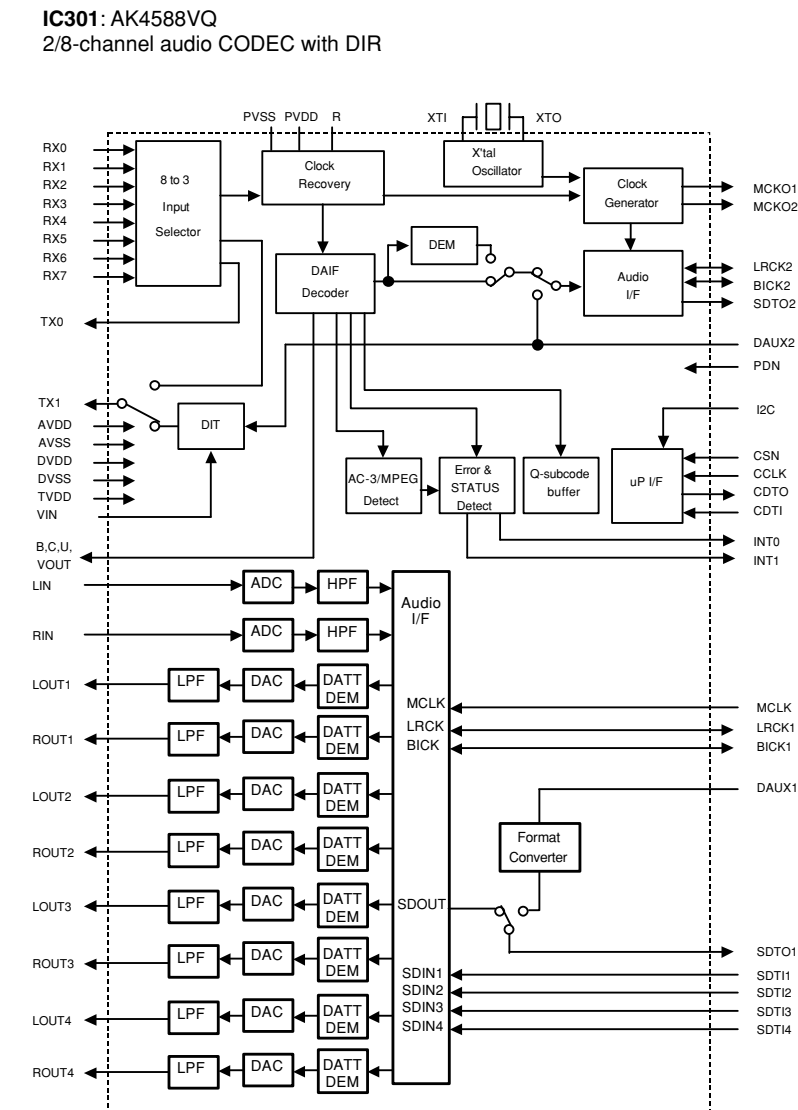 IC301: AK4588VQ
2/8-channel audio CODEC with DIR
PVSS PVDD R
XTI XTO
RX0
RX1
RX2
RX3
RX4
RX5
RX6
RX7
8 to 3
Input
Selector
Clock
Recovery
X'tal
Oscillator
Clock
Generator
MCKO1
MCKO2
DEM
DAIF
Decoder
Audio
I/F
LRCK2
BICK2
SDTO2
TX0
DAUX2
PDN
TX1
AVDD
AVSS
DVDD
DVSS
TVDD
VIN
DIT
I2C
AC-3/MPEG
Detect
Error &
STATUS
Detect
Q-subcode
buffer
uP I/F
CSN
CCLK
CDTO
CDTI
INT0
INT1
B,C,U,
VOUT
LIN
ADC
HPF
Audio
I/F
RIN
ADC
HPF
LOUT1
LPF
DAC
DATT
DEM
MCLK
MCLK
ROUT1
LPF
DAC
DATT
DEM
LRCK
BICK
LRCK1
BICK1
LOUT2
LPF
DAC
DATT
DEM
DAUX1
ROUT2
LPF
DAC
DATT
DEM
Format
Converter
LOUT3
LPF
DAC
DATT
DEM
SDOUT
ROUT3
LPF
DAC
DATT
DEM
SDTO1
SDIN1
SDIN2
SDIN3
SDIN4
SDTI1
SDTI2
SDTI3
SDTI4
LOUT4
LPF
DAC
DATT
DEM
ROUT4
LPF
DAC
DATT
DEM